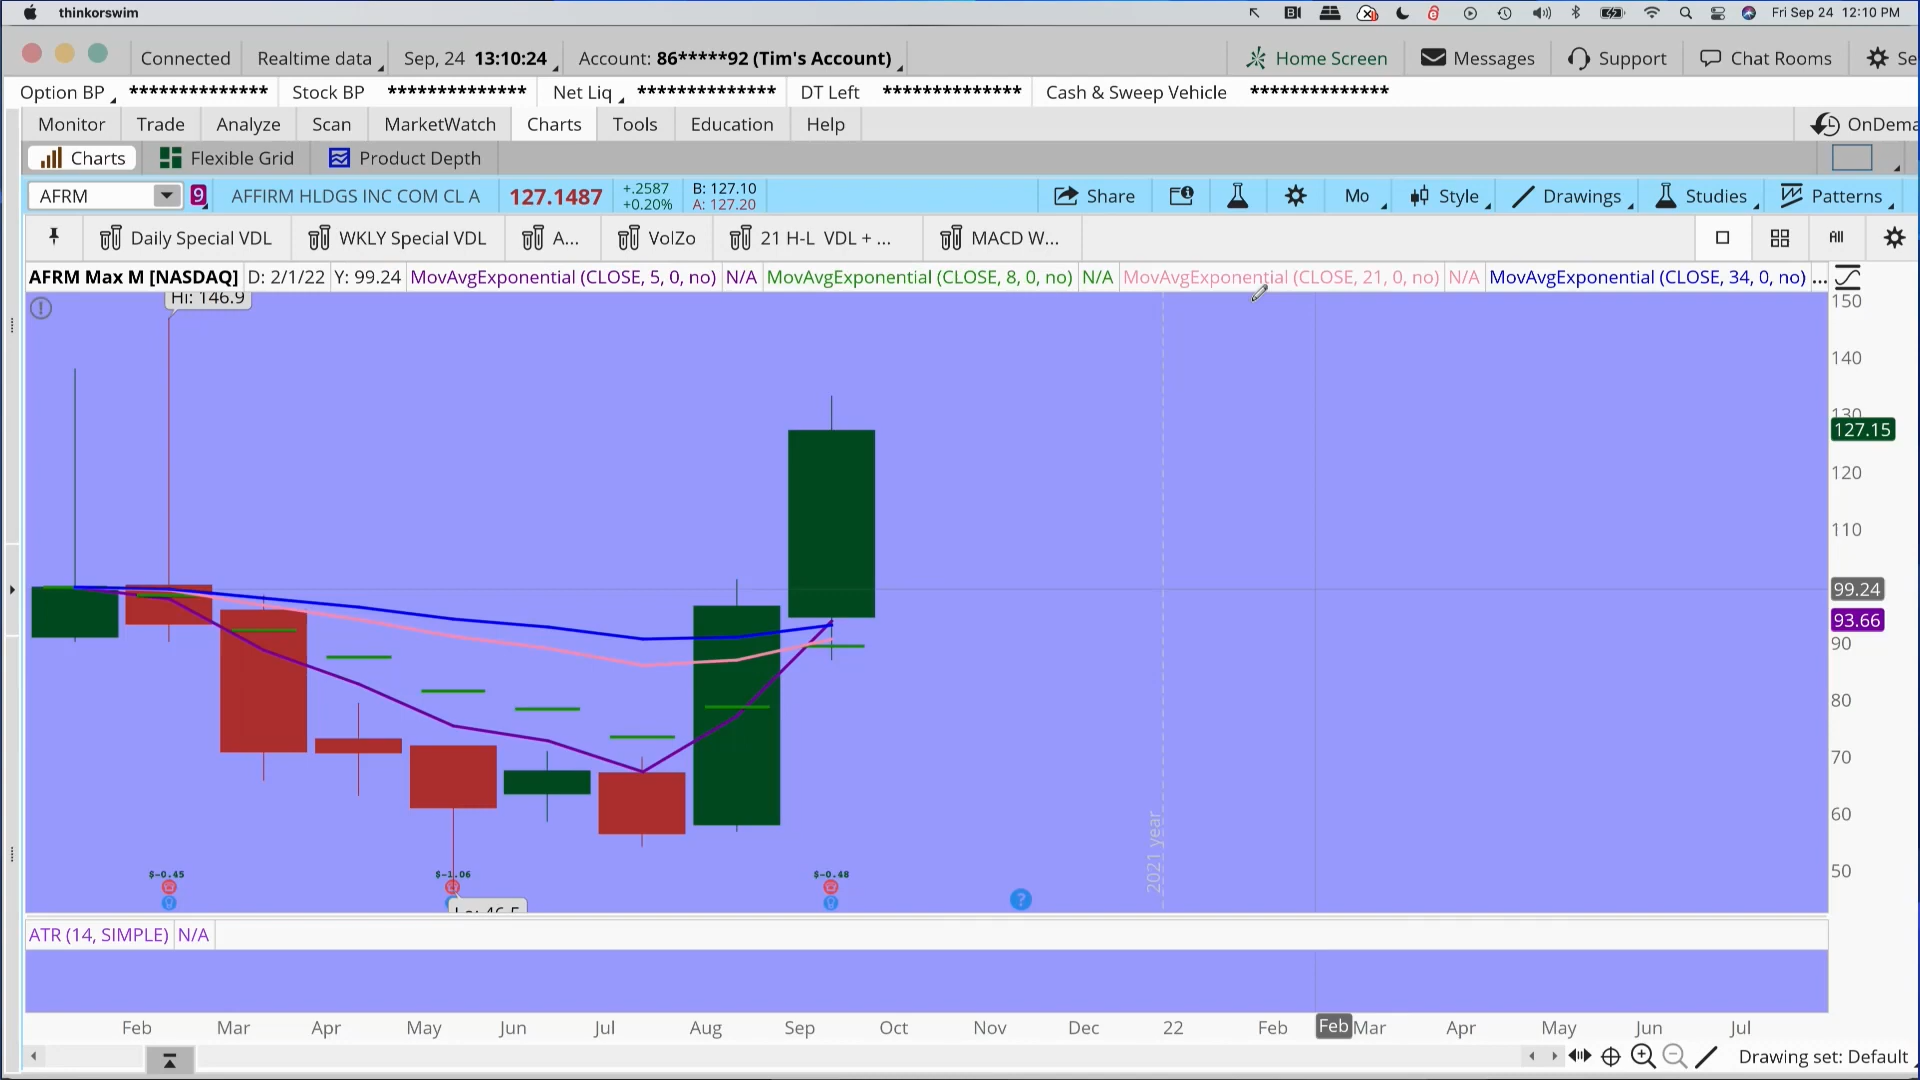 thinkorswim
Fri Sep 24 12:10 PM
Connected
Realtime data
Sep, 24 13:10:24
Account: 86*****92 (Tim's Account)
Home Screen
Messages
Support
Chat Rooms
Se
Option BP **************
Stock BP **************
Net Liq **************
DT Left **************
Cash & Sweep Vehicle **************
Monitor
Trade
Analyze
Scan
MarketWatch
Charts
Tools
Education
Help
OnDema
Charts
Flexible Grid
Product Depth
AFRM
9
AFFIRM HLDGS INC COM CL A
127.1487
+.2587
+0.20%
B: 127.10
A: 127.20
Share
Mo
Style
Drawings
Studies
Patterns
Daily Special VDL
WKLY Special VDL
A...
VolZo
21 H-L VDL + ...
MACD W...
All
AFRM Max M [NASDAQ] D: 2/1/22 Y: 99.24 MovAvgExponential (CLOSE, 5, 0, no) N/A MovAvgExponential (CLOSE, 8, 0, no) N/A MovAvgExponential (CLOSE, 21, 0, no) N/A MovAvgExponential (CLOSE, 34, 0, no) ...
Hi: 146.9
150
140
130
127.15
120
110
99.24
93.66
90
80
70
60
50
2021 year
$-0.45
$-1.06
$-0.48
?
ATR (14, SIMPLE) N/A
Feb Mar Apr May Jun Jul Aug Sep Oct Nov Dec 22 Feb Feb Mar Apr May Jun Jul
Drawing set: Default